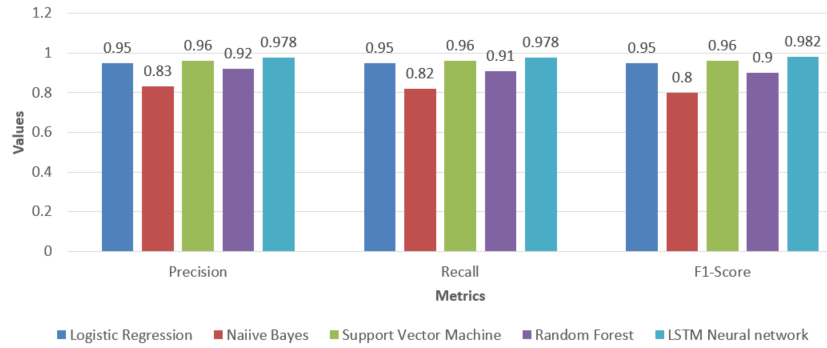 1.2
1
0.8
0.6
0.4
0.2
0
Values
0.95 0.83 0.96 0.92 0.978
0.95 0.82 0.96 0.91 0.978
0.95 0.8 0.96 0.9 0.982
Precision Recall F1-Score
Metrics
Logistic Regression Naiive Bayes Support Vector Machine Random Forest LSTM Neural network